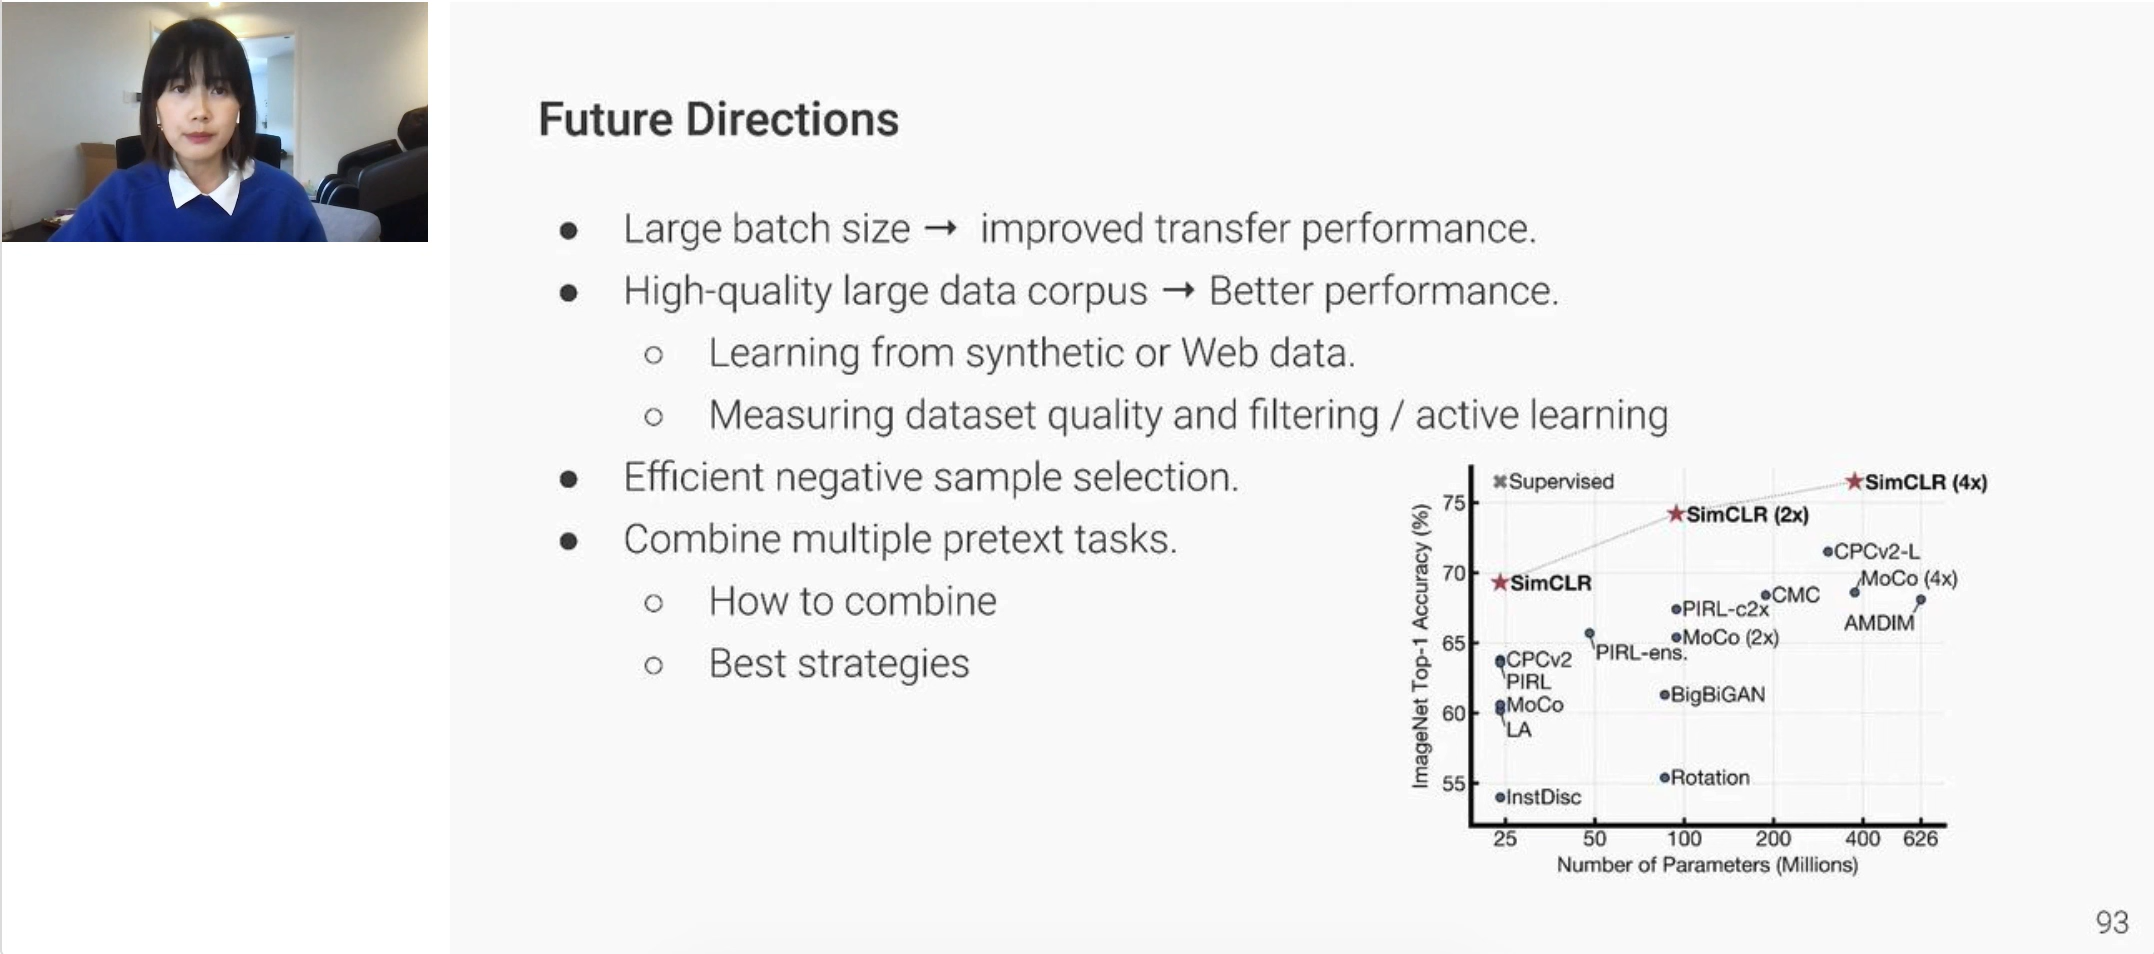 Future Directions
● Large batch size → improved transfer performance.
● High-quality large data corpus → Better performance.
○ Learning from synthetic or Web data.
○ Measuring dataset quality and filtering / active learning
● Efficient negative sample selection.
● Combine multiple pretext tasks.
○ How to combine
○ Best strategies
ImageNet Top-1 Accuracy (%)
75
70
65
60
55
Supervised
SimCLR (4x)
SimCLR (2x)
CPCv2-L
SimCLR
MoCo (4x)
CMC
PIRL-c2x
AMDIM
MoCo (2x)
PIRL-ens.
CPCv2
PIRL
BigBiGAN
MoCo
LA
Rotation
InstDisc
25 50 100 200 400 626
Number of Parameters (Millions)
93